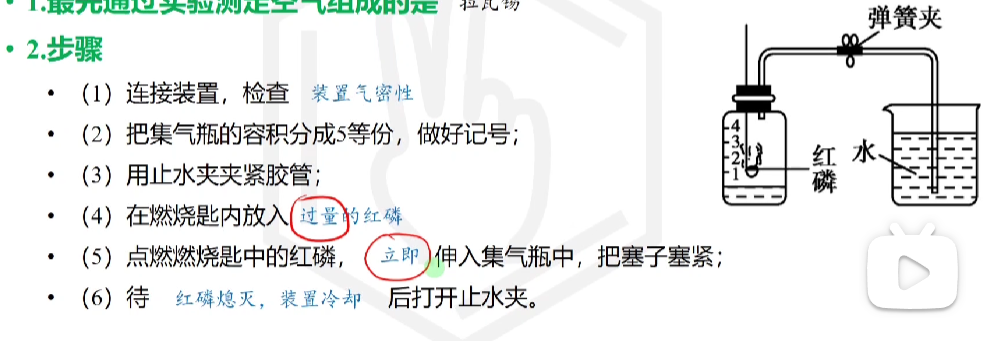 • 1.最先通过实验测定空气组成的是 拉瓦锡
• 2.步骤
• （1）连接装置，检查 装置气密性
• （2）把集气瓶的容积分成5等份，做好记号；
• （3）用止水夹夹紧胶管；
• （4）在燃烧匙内放入 过量的红磷
• （5）点燃燃烧匙中的红磷， 立即 伸入集气瓶中，把塞子塞紧；
• （6）待 红磷熄灭，装置冷却 后打开止水夹。
弹簧夹
4
3
2
1
红磷
水